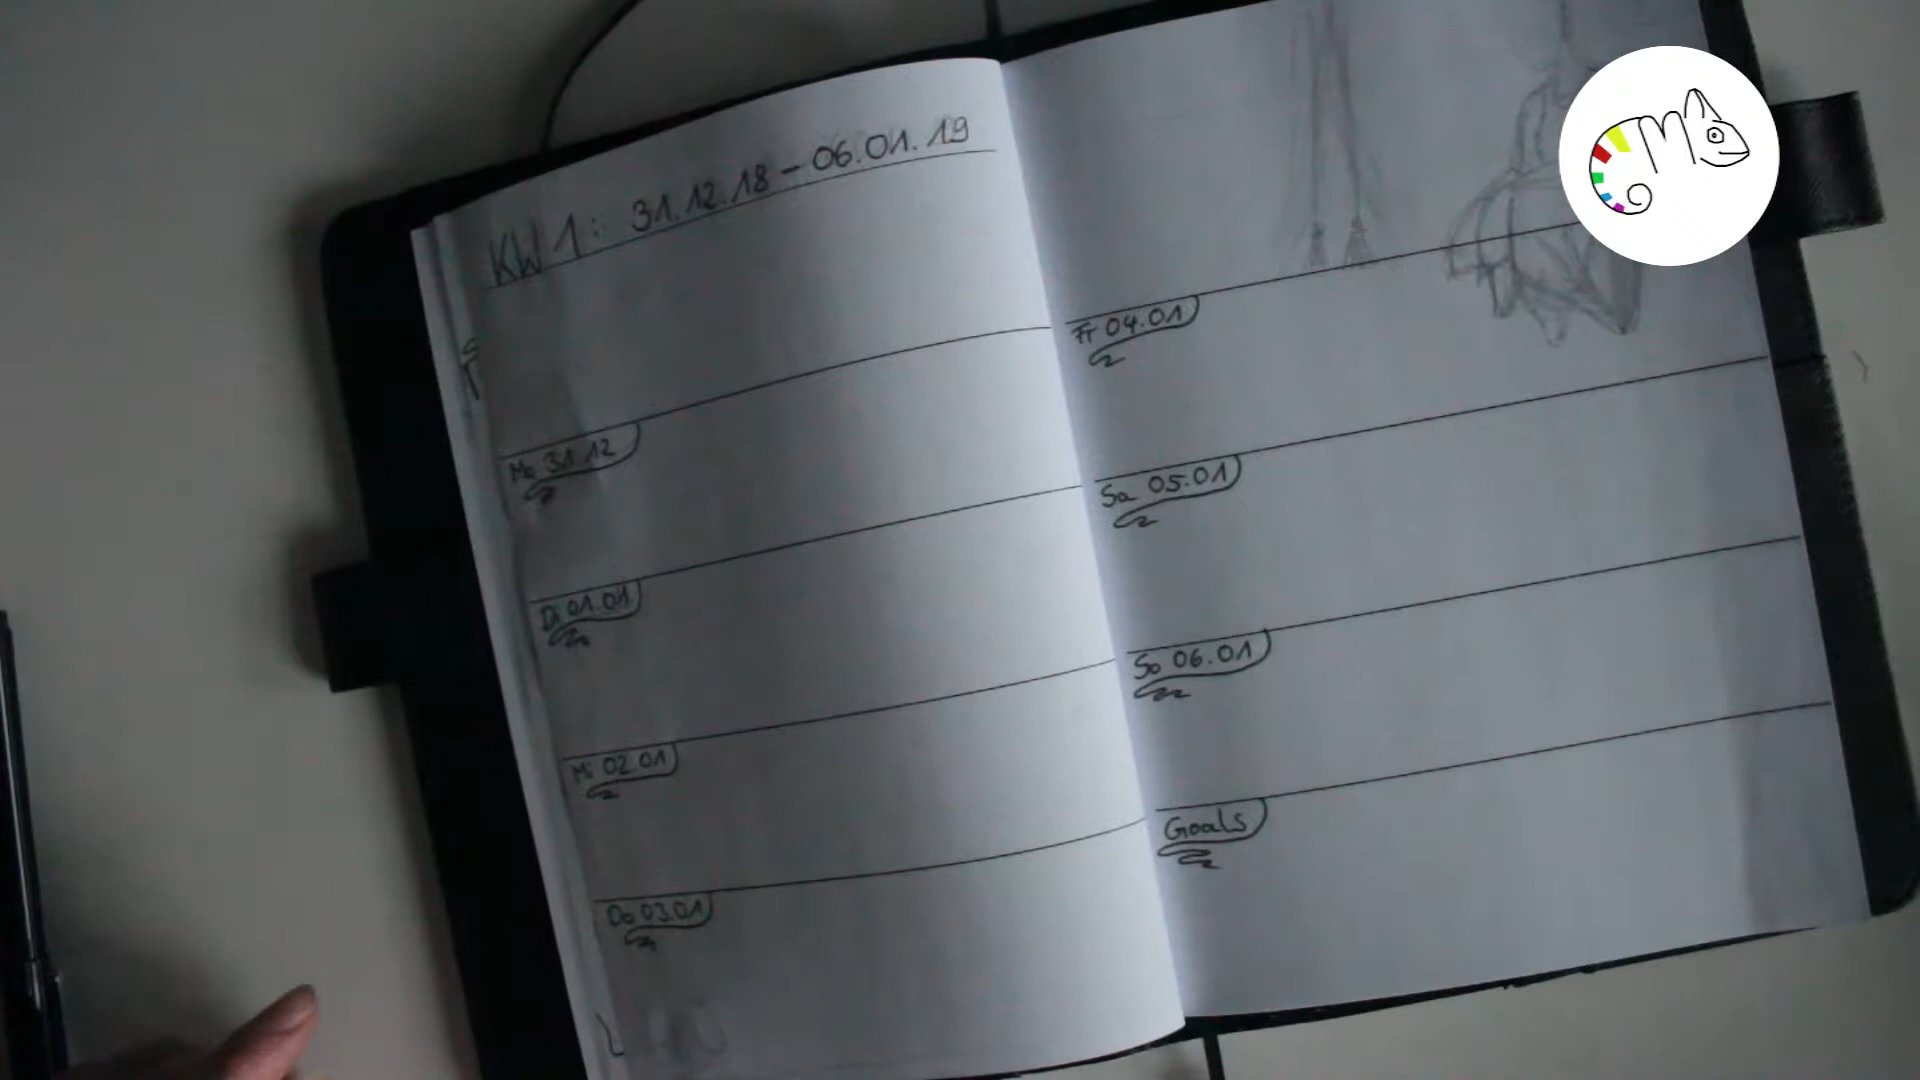 KW 1: 31.12.18 – 06.01.19
Mo 31.12
Di 01.01
Mi 02.01
Do 03.01
Fr 04.01
Sa 05.01
So 06.01
Goals